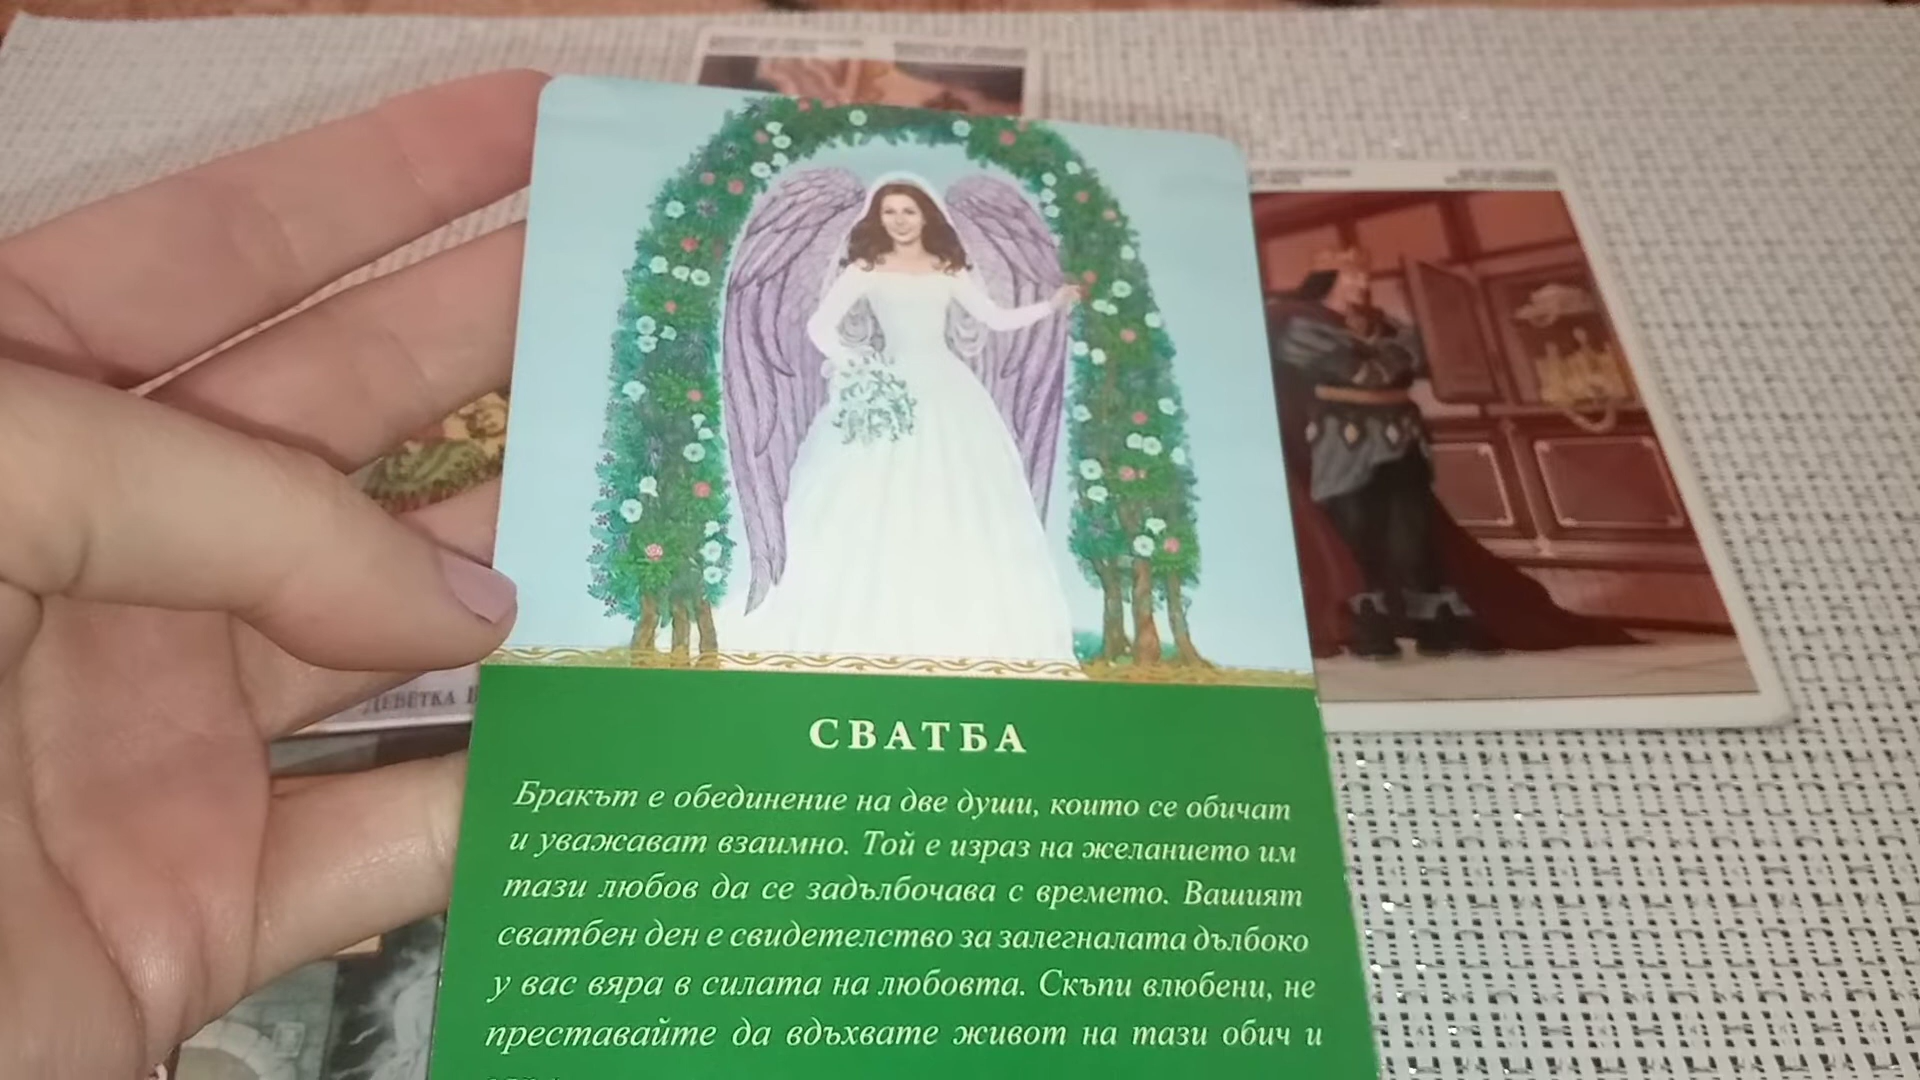 СВАТБА
Бракът е обединение на две души, които се обичат
и уважават взаимно. Той е израз на желанието им
тази любов да се задълбочава с времето. Вашият
сватбен ден е свидетелство за залегналата дълбоко
у вас вяра в силата на любовта. Скъпи влюбени, не
преставайте да вдъхвате живот на тази обич и
ДЕВЕТКА